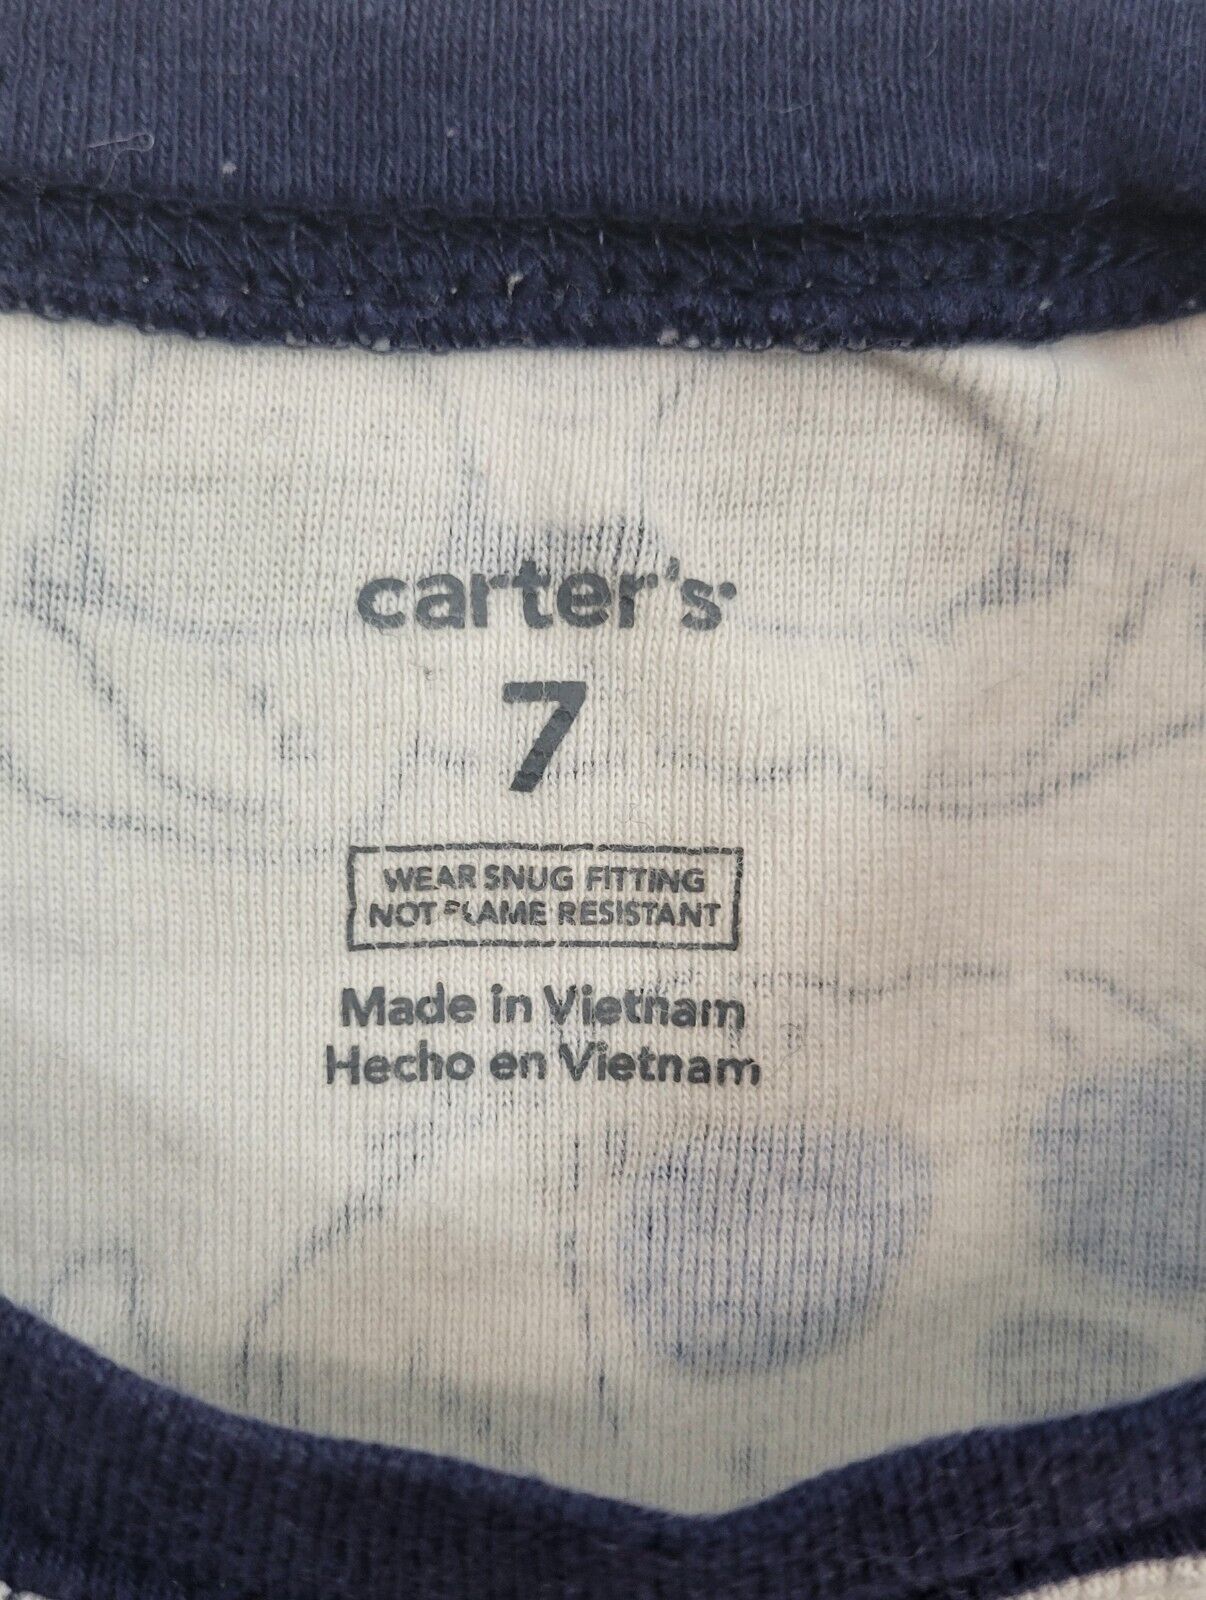 carter's
7
WEAR SNUG FITTING
NOT FLAME RESISTANT
Made in Vietnam
Hecho en Vietnam